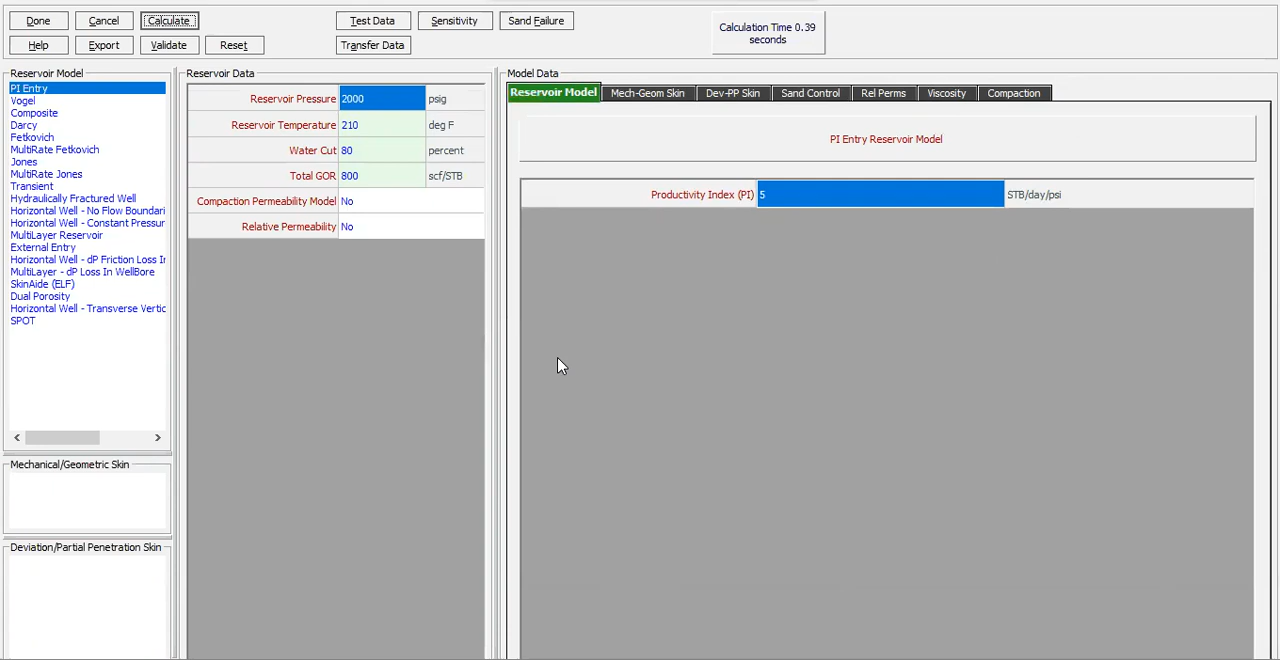 Done
Cancel
Calculate
Test Data
Sensitivity
Sand Failure
Calculation Time 0.39
seconds
Help
Export
Validate
Reset
Transfer Data
Reservoir Model
PI Entry
Vogel
Composite
Darcy
Fetkovich
MultiRate Fetkovich
Jones
MultiRate Jones
Transient
Hydraulically Fractured Well
Horizontal Well - No Flow Boundari
Horizontal Well - Constant Pressur
MultiLayer Reservoir
External Entry
Horizontal Well - dP Friction Loss Ir
MultiLayer - dP Loss In WellBore
SkinAide (ELF)
Dual Porosity
Horizontal Well - Transverse Vertic
SPOT
Mechanical/Geometric Skin
Deviation/Partial Penetration Skin
Reservoir Data
Reservoir Pressure 2000 psig
Reservoir Temperature 210 deg F
Water Cut 80 percent
Total GOR 800 scf/STB
Compaction Permeability Model No
Relative Permeability No
Model Data
Reservoir Model
Mech-Geom Skin
Dev-PP Skin
Sand Control
Rel Perms
Viscosity
Compaction
PI Entry Reservoir Model
Productivity Index (PI) 5 STB/day/psi